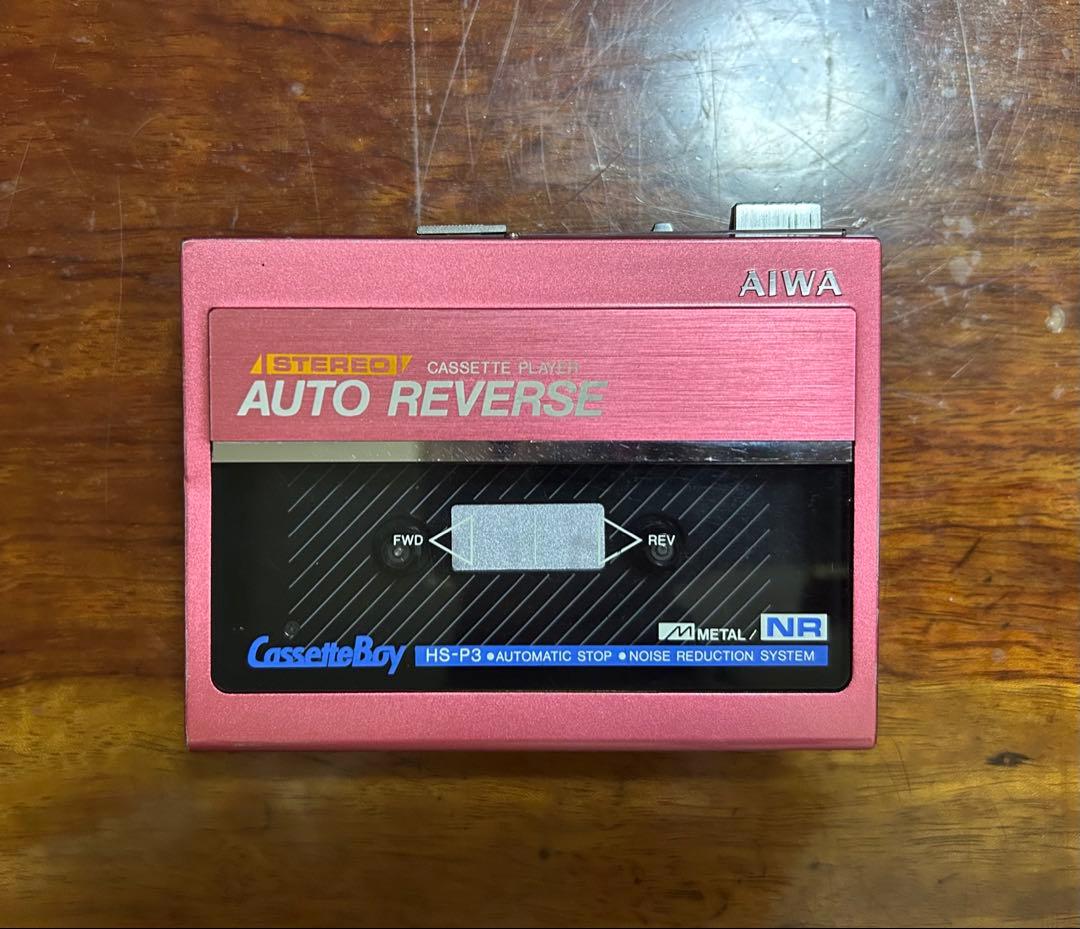 AIWA
STEREO CASSETTE PLAYER
AUTO REVERSE
FWD REV
METAL / NR
CassetteBoy HS-P3 •AUTOMATIC STOP •NOISE REDUCTION SYSTEM